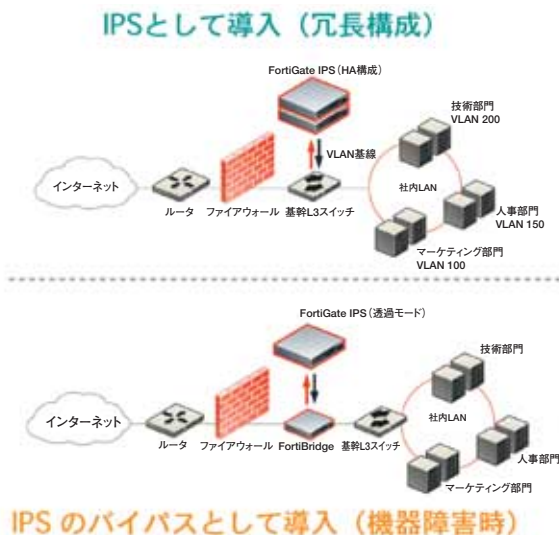 IPSとして導入（冗長構成）
FortiGate IPS（HA構成）
技術部門
VLAN 200
VLAN基線
インターネット
社内LAN
ルータ
ファイアウォール
基幹L3スイッチ
人事部門
VLAN 150
マーケティング部門
VLAN 100
FortiGate IPS（透過モード）
技術部門
インターネット
社内LAN
ルータ
ファイアウォール
FortiBridge
基幹L3スイッチ
人事部門
マーケティング部門
IPS のバイパスとして導入（機器障害時）